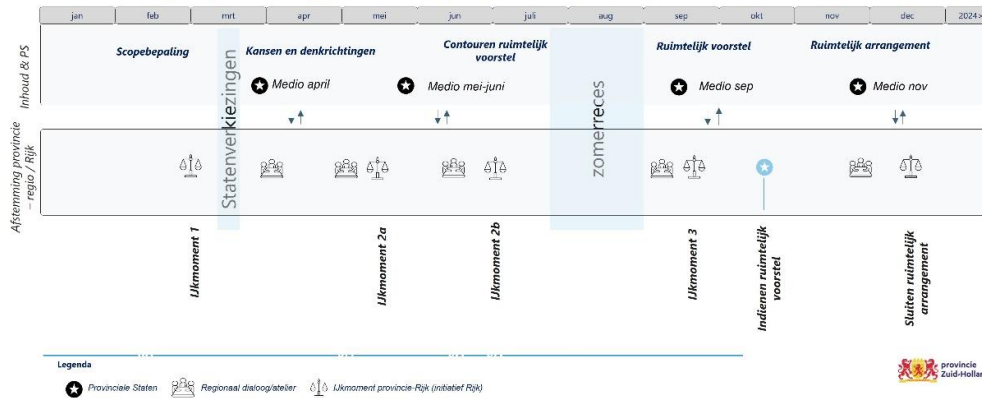 jan feb mrt apr mei jun juli aug sep okt nov dec 2024>
Inhoud & PS
Scopebepaling
Statenverkiezingen
Kansen en denkrichtingen
Contouren ruimtelijk
voorstel
zomerreces
Ruimtelijk voorstel
Ruimtelijk arrangement
Medio april
Medio mei-juni
Medio sep
Medio nov
Afstemming provincie
– regio / Rijk
IJkmoment 1
IJkmoment 2a
IJkmoment 2b
IJkmoment 3
Indienen ruimtelijk
voorstel
Sluiten ruimtelijk
arrangement
Legenda
Provinciale Staten
Regionaal dialoog/atelier
IJkmoment provincie-Rijk (initiatief Rijk)
provincie